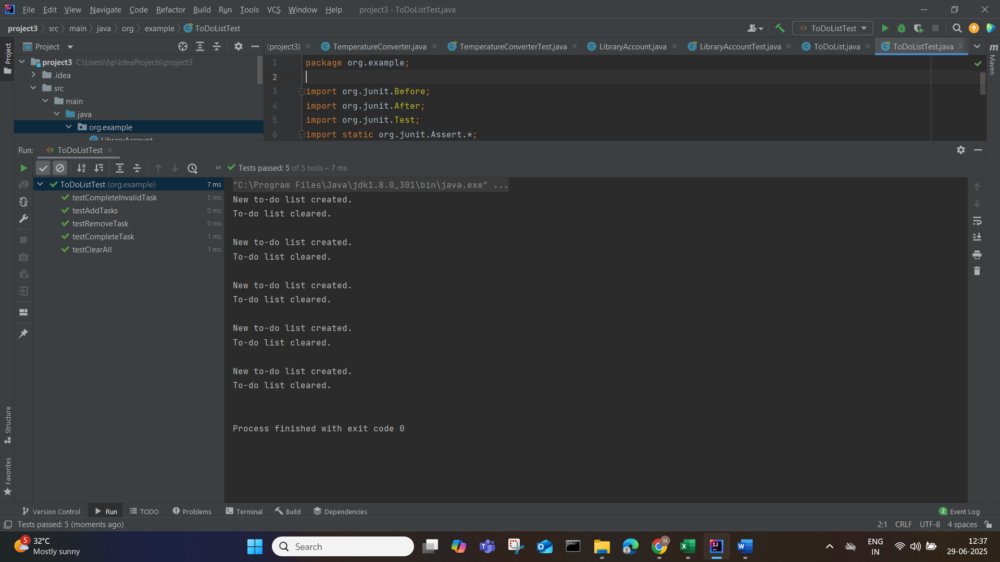 File Edit View Navigate Code Refactor Build Run Tools VCS Window Help project3 - ToDoListTest.java
project3 src main java org example ToDoListTest
ToDoListTest
Project
(project3) TemperatureConverter.java TemperatureConverterTest.java LibraryAccount.java LibraryAccountTest.java ToDoList.java ToDoListTest.java
Project
Maven
project3 C:\Users\hp\IdeaProjects\project3
.idea
src
main
java
org.example
LibraryAccount
1 package org.example;
2
3 import org.junit.Before;
4 import org.junit.After;
5 import org.junit.Test;
6 import static org.junit.Assert.*;
Run: ToDoListTest
Tests passed: 5 of 5 tests – 7 ms
ToDoListTest (org.example) 7 ms
testCompleteInvalidTask 5 ms
testAddTasks 0 ms
testRemoveTask 0 ms
testCompleteTask 1 ms
testClearAll 1 ms
"C:\Program Files\Java\jdk1.8.0_301\bin\java.exe" ...
New to-do list created.
To-do list cleared.
New to-do list created.
To-do list cleared.
New to-do list created.
To-do list cleared.
New to-do list created.
To-do list cleared.
New to-do list created.
To-do list cleared.
Process finished with exit code 0
Structure
Favorites
Version Control Run TODO Problems Terminal Build Dependencies 2 Event Log
Tests passed: 5 (moments ago) 2:1 CRLF UTF-8 4 spaces
5 32°C
Mostly sunny
Search
H
ENG
IN
12:37
29-06-2025